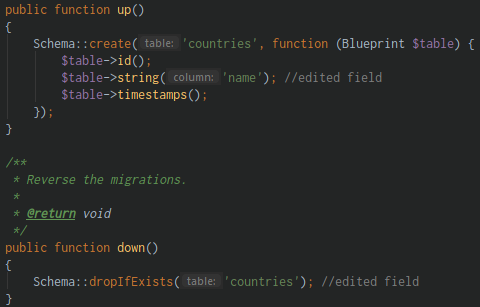 public function up()
{
    Schema::create( table: 'countries', function (Blueprint $table) {
        $table->id();
        $table->string( column: 'name'); //edited field
        $table->timestamps();
    });
}

/**
 * Reverse the migrations.
 *
 * @return void
 */
public function down()
{
    Schema::dropIfExists( table: 'countries'); //edited field
}